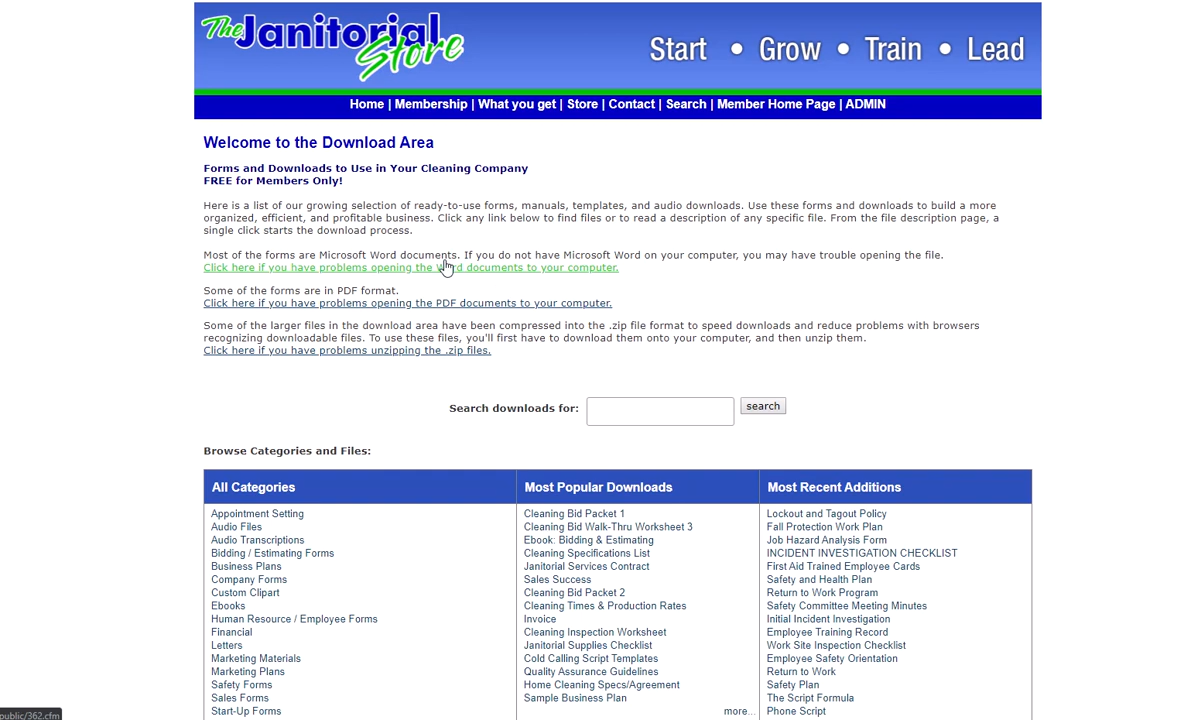 The Janitorial Store
Start • Grow • Train • Lead
Home | Membership | What you get | Store | Contact | Search | Member Home Page | ADMIN
Welcome to the Download Area
Forms and Downloads to Use in Your Cleaning Company
FREE for Members Only!
Here is a list of our growing selection of ready-to-use forms, manuals, templates, and audio downloads. Use these forms and downloads to build a more
organized, efficient, and profitable business. Click any link below to find files or to read a description of any specific file. From the file description page, a
single click starts the download process.
Most of the forms are Microsoft Word documents. If you do not have Microsoft Word on your computer, you may have trouble opening the file.
Click here if you have problems opening the Word documents to your computer.
Some of the forms are in PDF format.
Click here if you have problems opening the PDF documents to your computer.
Some of the larger files in the download area have been compressed into the .zip file format to speed downloads and reduce problems with browsers
recognizing downloadable files. To use these files, you'll first have to download them onto your computer, and then unzip them.
Click here if you have problems unzipping the .zip files.
Search downloads for: search
Browse Categories and Files:
All Categories
Appointment Setting
Audio Files
Audio Transcriptions
Bidding / Estimating Forms
Business Plans
Company Forms
Custom Clipart
Ebooks
Human Resource / Employee Forms
Financial
Letters
Marketing Materials
Marketing Plans
Safety Forms
Sales Forms
Start-Up Forms
Most Popular Downloads
Cleaning Bid Packet 1
Cleaning Bid Walk-Thru Worksheet 3
Ebook: Bidding & Estimating
Cleaning Specifications List
Janitorial Services Contract
Sales Success
Cleaning Bid Packet 2
Cleaning Times & Production Rates
Invoice
Cleaning Inspection Worksheet
Janitorial Supplies Checklist
Cold Calling Script Templates
Quality Assurance Guidelines
Home Cleaning Specs/Agreement
Sample Business Plan
more...
Most Recent Additions
Lockout and Tagout Policy
Fall Protection Work Plan
Job Hazard Analysis Form
INCIDENT INVESTIGATION CHECKLIST
First Aid Trained Employee Cards
Safety and Health Plan
Return to Work Program
Safety Committee Meeting Minutes
Initial Incident Investigation
Employee Training Record
Work Site Inspection Checklist
Employee Safety Orientation
Return to Work
Safety Plan
The Script Formula
Phone Script
public/362.cfm